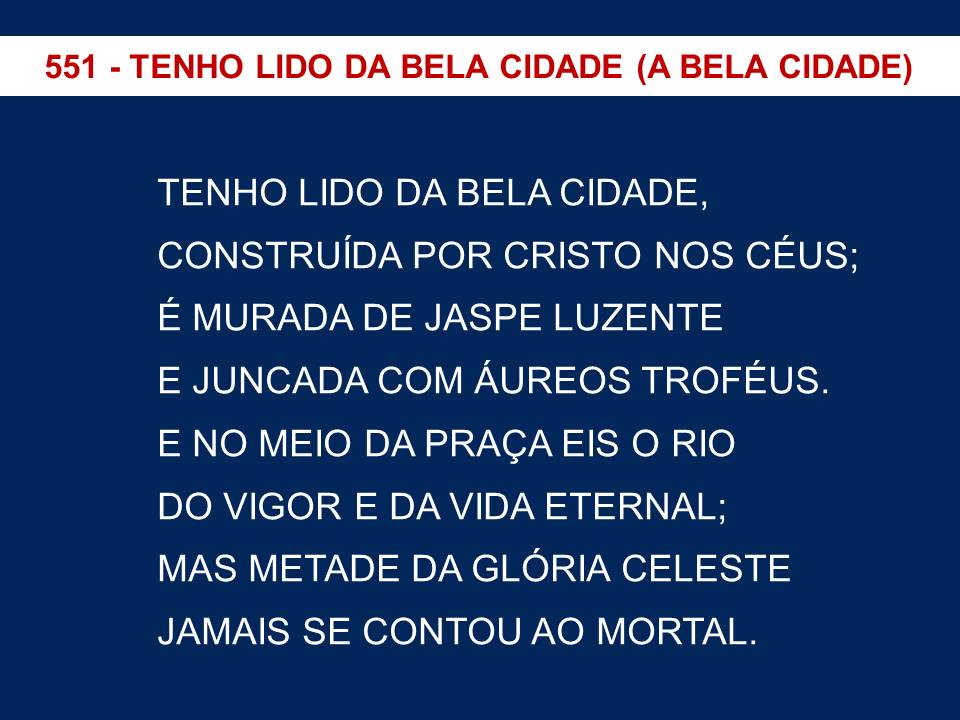 551 - TENHO LIDO DA BELA CIDADE (A BELA CIDADE)
TENHO LIDO DA BELA CIDADE,
CONSTRUÍDA POR CRISTO NOS CÉUS;
É MURADA DE JASPE LUZENTE
E JUNCADA COM ÁUREOS TROFÉUS.
E NO MEIO DA PRAÇA EIS O RIO
DO VIGOR E DA VIDA ETERNAL;
MAS METADE DA GLÓRIA CELESTE
JAMAIS SE CONTOU AO MORTAL.